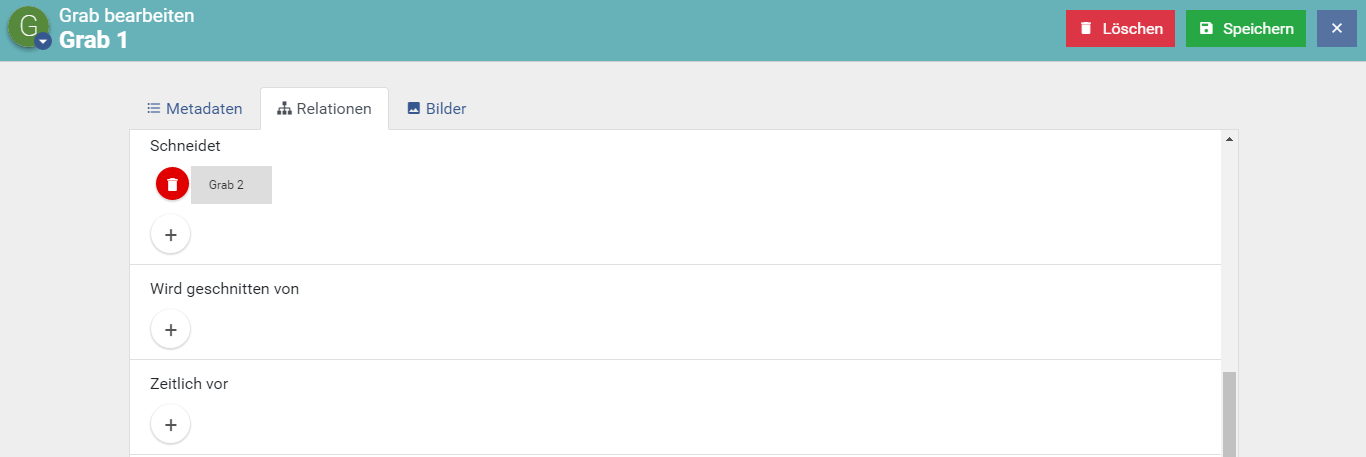 G
Grab bearbeiten
Grab 1
Löschen
Speichern
Metadaten
Relationen
Bilder
Schneidet
Grab 2
Wird geschnitten von
Zeitlich vor